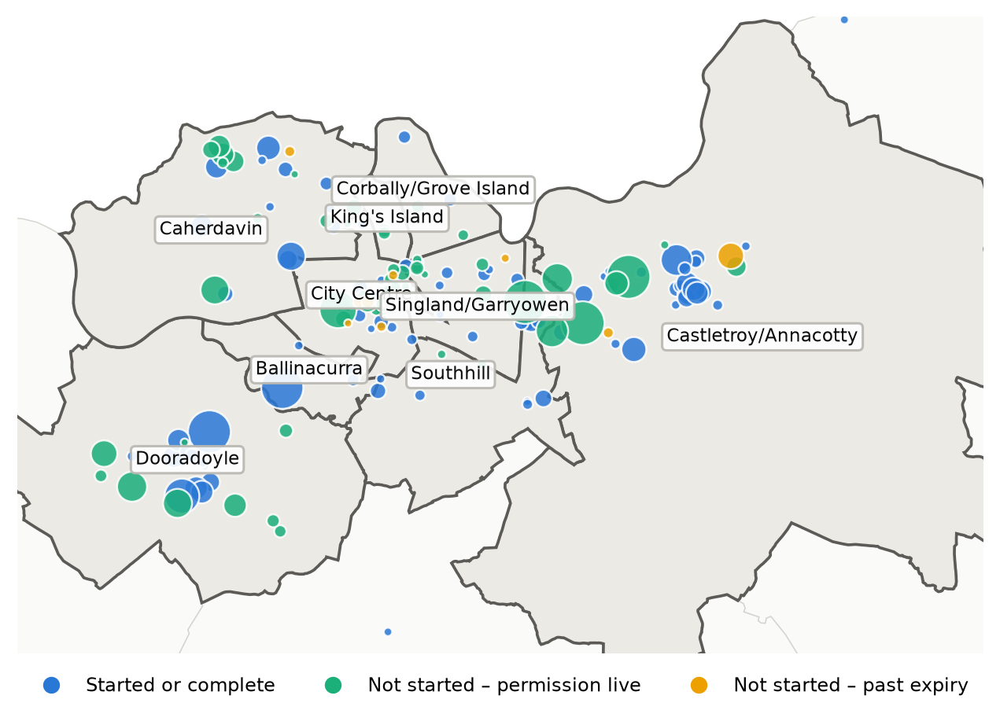 Corbally/Grove Island
King's Island
Caherdavin
City Centre
Singland/Garryowen
Castletroy/Annacotty
Ballinacurra
Southhill
Dooradoyle
Started or complete
Not started – permission live
Not started – past expiry